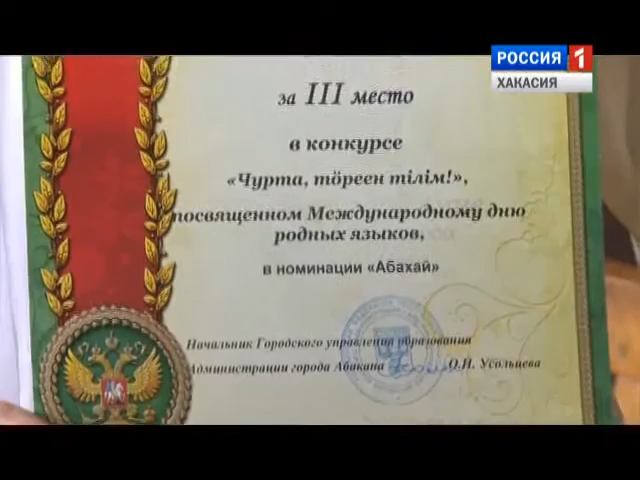 РОССИЯ 1
ХАКАСИЯ
за III место
в конкурсе
«Чурта, тöреен тiлiм!»,
посвященном Международному дню
родных языков,
в номинации «Абахай»
Начальник Городского управления образования
Администрации города Абакана О.Н. Усольцева